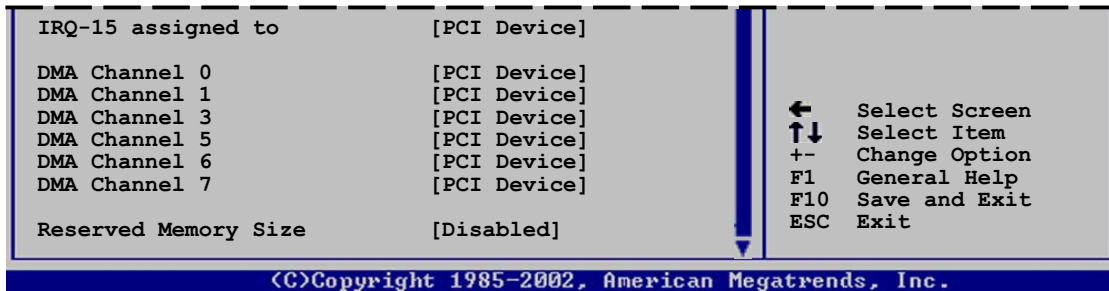 IRQ-15 assigned to [PCI Device]
DMA Channel 0 [PCI Device]
DMA Channel 1 [PCI Device]
DMA Channel 3 [PCI Device]
DMA Channel 5 [PCI Device]
DMA Channel 6 [PCI Device]
DMA Channel 7 [PCI Device]
Reserved Memory Size [Disabled]
← Select Screen
↑↓ Select Item
+- Change Option
F1 General Help
F10 Save and Exit
ESC Exit
(C)Copyright 1985-2002, American Megatrends, Inc.